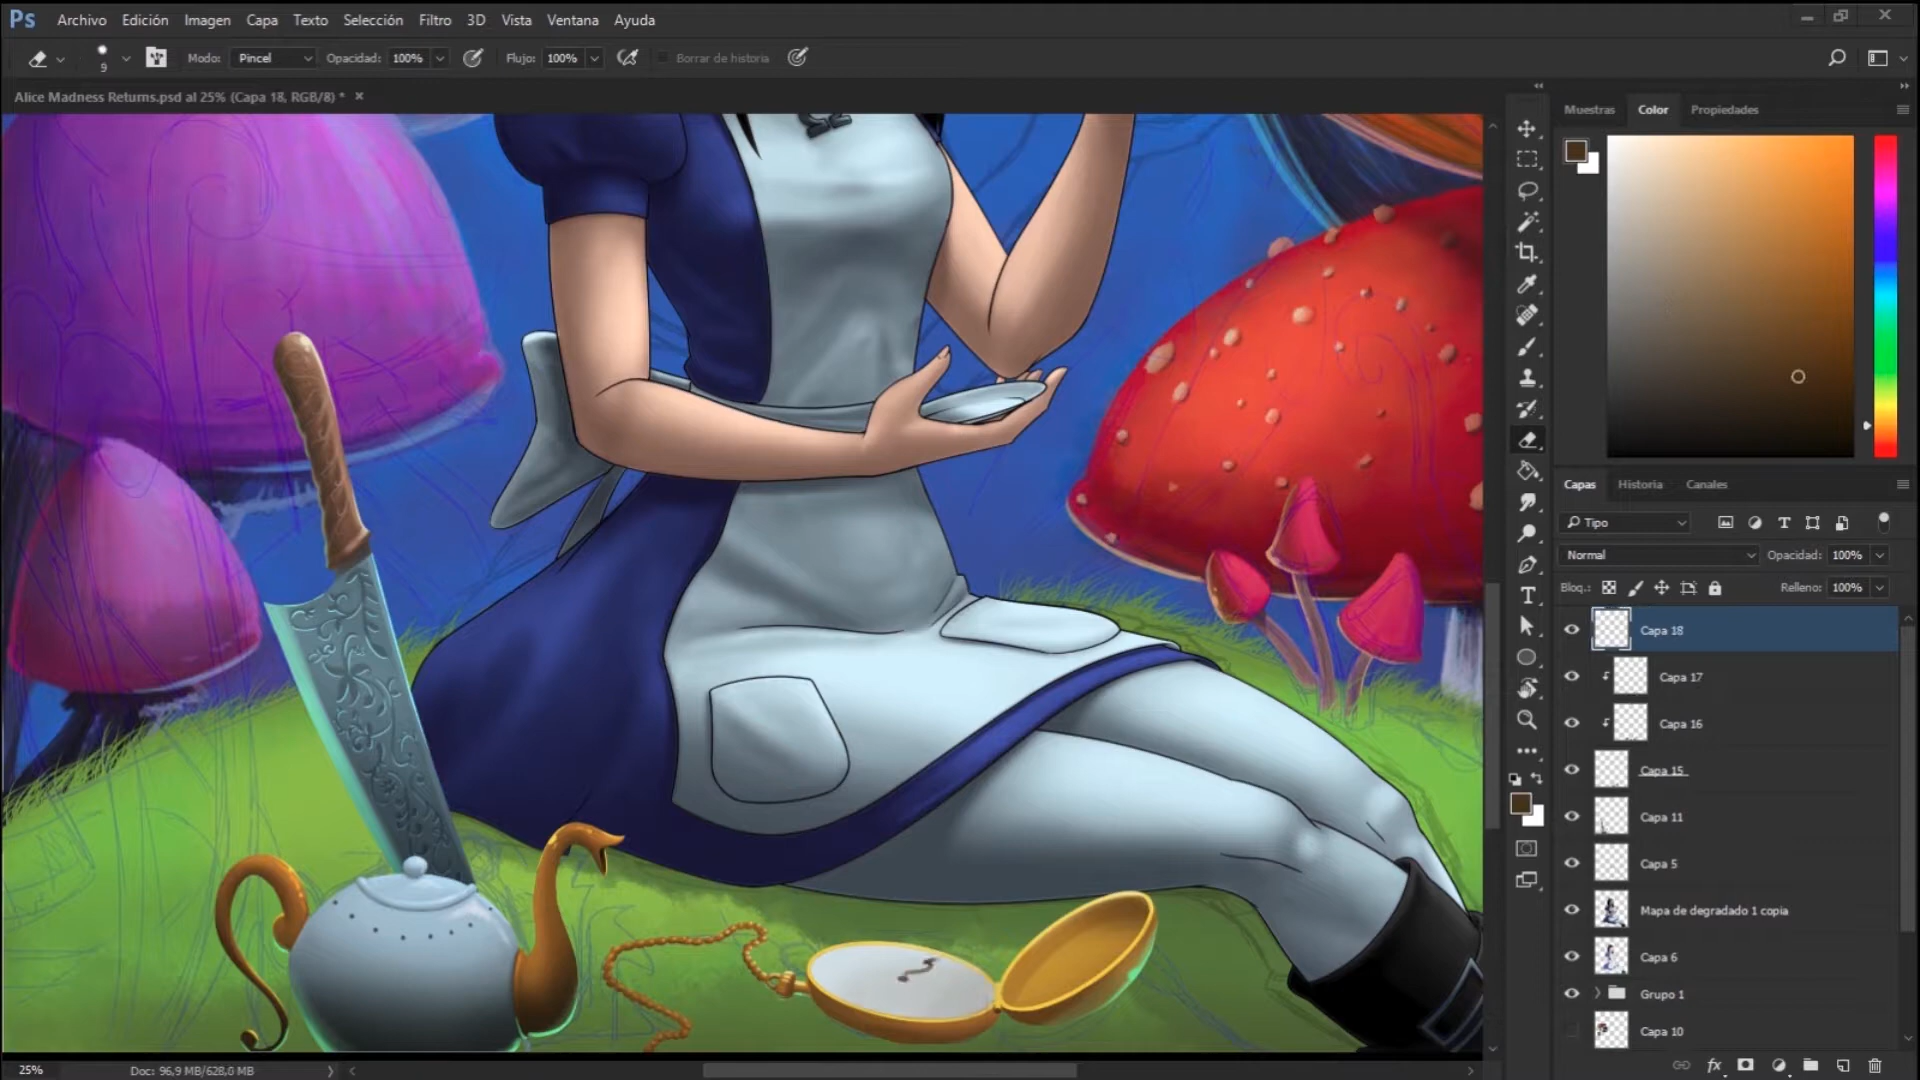 Ps Archivo Edición Imagen Capa Texto Selección Filtro 3D Vista Ventana Ayuda
9 Modo: Pincel Opacidad: 100% Flujo: 100% Borrar de historia
Alice Madness Returns.psd al 25% (Capa 18, RGB/8) * ×
Muestras Color Propiedades
Capas Historia Canales
Tipo
Normal Opacidad: 100%
Bloq.: Relleno: 100%
Capa 18
Capa 17
Capa 16
Capa 15
Capa 11
Capa 5
Mapa de degradado 1 copia
Capa 6
Grupo 1
Capa 10
fx
25% Doc: 96,9 MB/628,0 MB